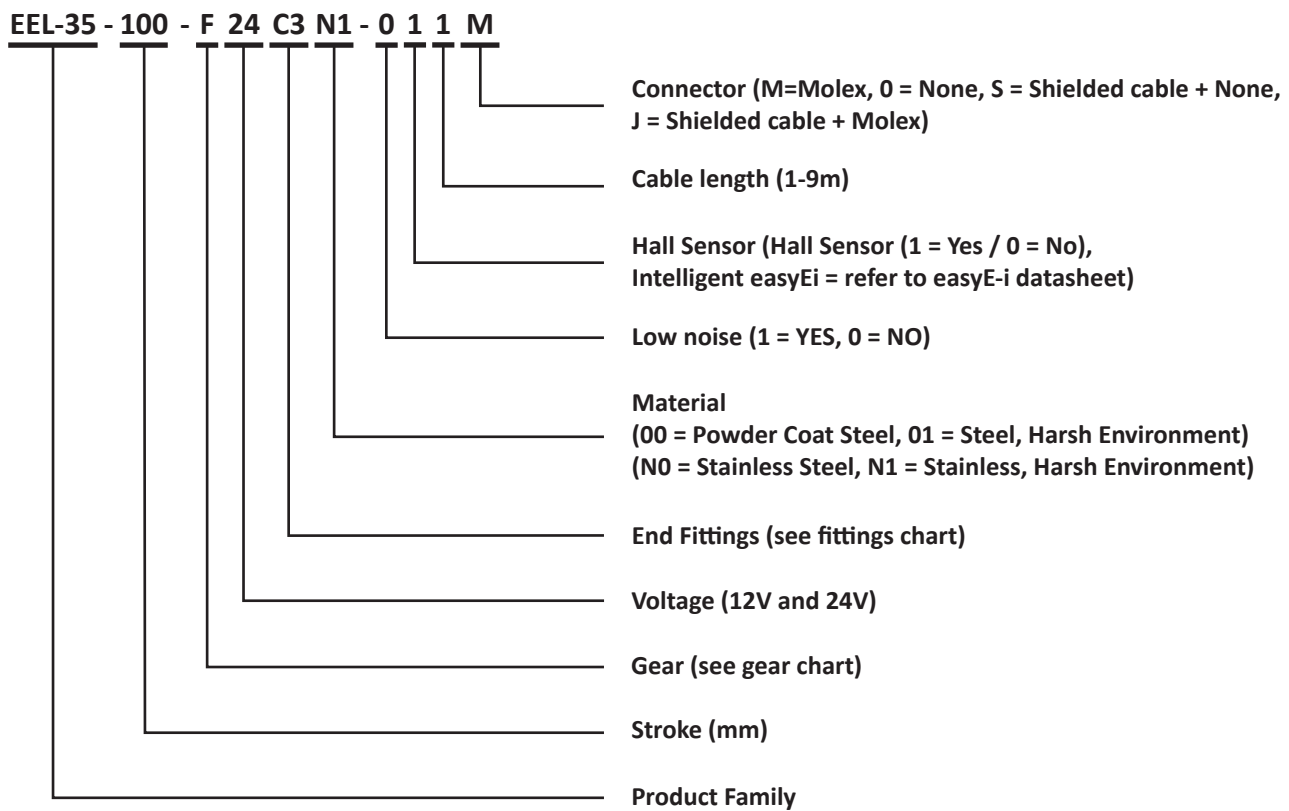 EEL-35 - 100 - F 24 C3 N1 - 0 1 1 M
Connector (M=Molex, 0 = None, S = Shielded cable + None,
J = Shielded cable + Molex)
Cable length (1-9m)
Hall Sensor (Hall Sensor (1 = Yes / 0 = No),
Intelligent easyEi = refer to easyE-i datasheet)
Low noise (1 = YES, 0 = NO)
Material
(00 = Powder Coat Steel, 01 = Steel, Harsh Environment)
(N0 = Stainless Steel, N1 = Stainless, Harsh Environment)
End Fittings (see fittings chart)
Voltage (12V and 24V)
Gear (see gear chart)
Stroke (mm)
Product Family